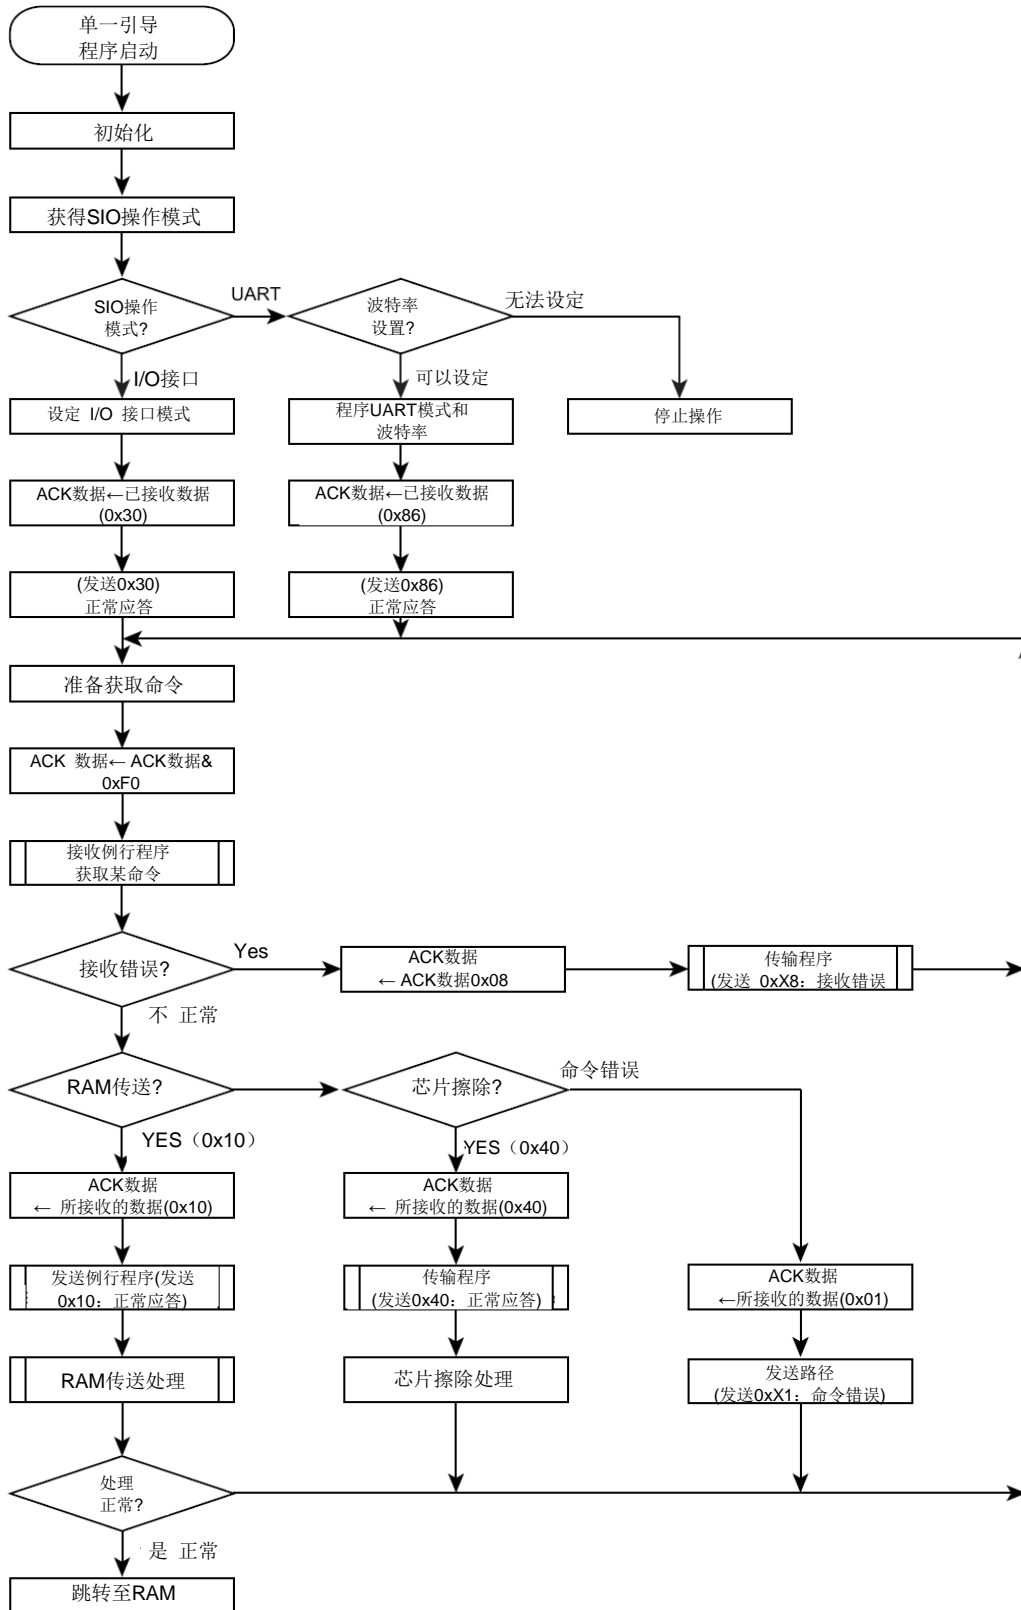 单一引导
程序启动
初始化
获得SIO操作模式
SIO操作
模式?
UART
波特率
设置?
无法设定
I/O接口
可以设定
设定 I/O 接口模式
程序UART模式和
波特率
停止操作
ACK数据←已接收数据
(0x30)
ACK数据←已接收数据
(0x86)
(发送0x30)
正常应答
(发送0x86)
正常应答
准备获取命令
ACK 数据← ACK数据&
0xF0
接收例行程序
获取某命令
接收错误?
Yes
ACK数据
← ACK数据0x08
传输程序
(发送 0xX8：接收错误
不 正常
RAM传送?
芯片擦除?
命令错误
YES（0x10）
YES（0x40）
ACK数据
← 所接收的数据(0x10)
ACK数据
← 所接收的数据(0x40)
发送例行程序(发送
0x10：正常应答)
传输程序
(发送0x40：正常应答)
ACK数据
←所接收的数据(0x01)
RAM传送处理
芯片擦除处理
发送路径
(发送0xX1：命令错误)
处理
正常?
是 正常
跳转至RAM